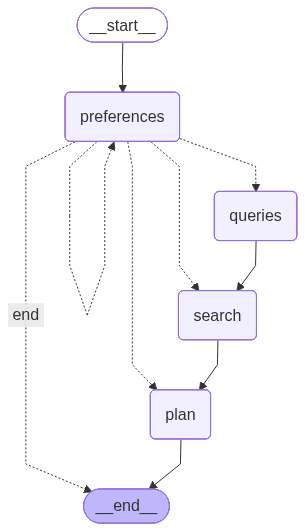 __start__
preferences
queries
search
end
plan
__end__